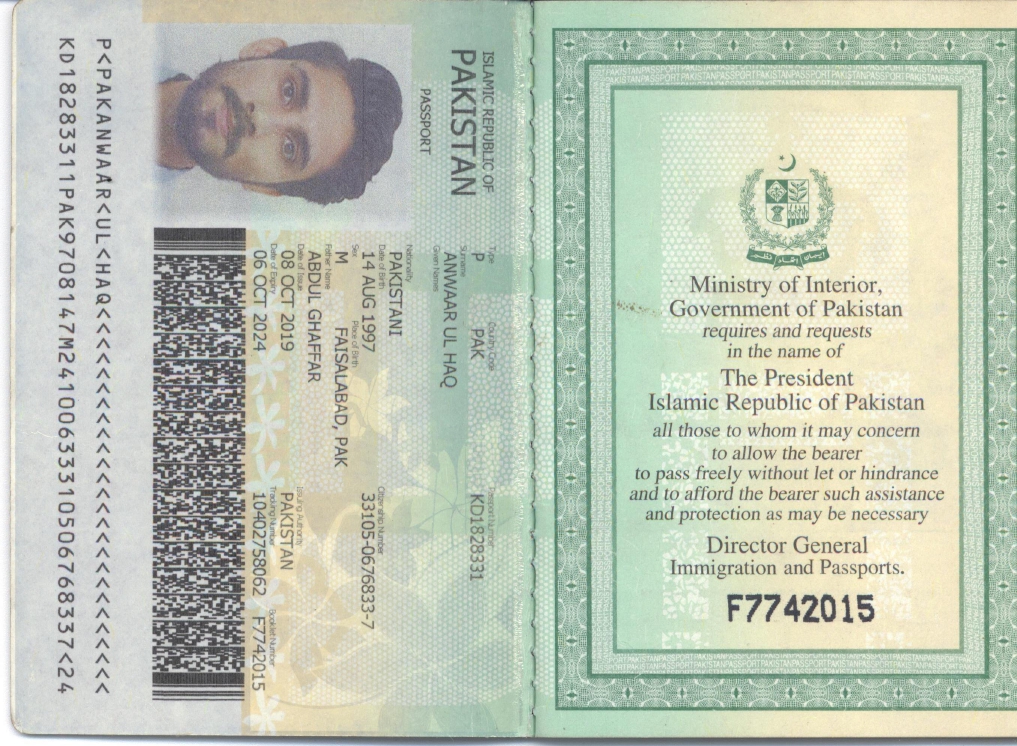 ISLAMIC REPUBLIC OF
PAKISTAN
PASSPORT
Type Country Code Passport Number
P PAK KD1828331
Surname
ANWAAR UL HAQ
Given Names
Nationality
PAKISTANI
Date of Birth Citizenship Number
14 AUG 1997 33105-0676833-7
Sex Place of Birth
M FAISALABAD, PAK
Father Name
ABDUL GHAFFAR
Date of Issue Issuing Authority
08 OCT 2019 PAKISTAN
Date of Expiry Tracking Number Booklet Number
06 OCT 2024 10402758062 F7742015
P<PAKANWAAR<UL<HAQ<<<<<<<<<<<<<<<<<<<<<<<<<<
KD18283311PAK9708147M24100633310506768337<24
Ministry of Interior,
Government of Pakistan
requires and requests
in the name of
The President
Islamic Republic of Pakistan
all those to whom it may concern
to allow the bearer
to pass freely without let or hindrance
and to afford the bearer such assistance
and protection as may be necessary
Director General
Immigration and Passports.
F7742015